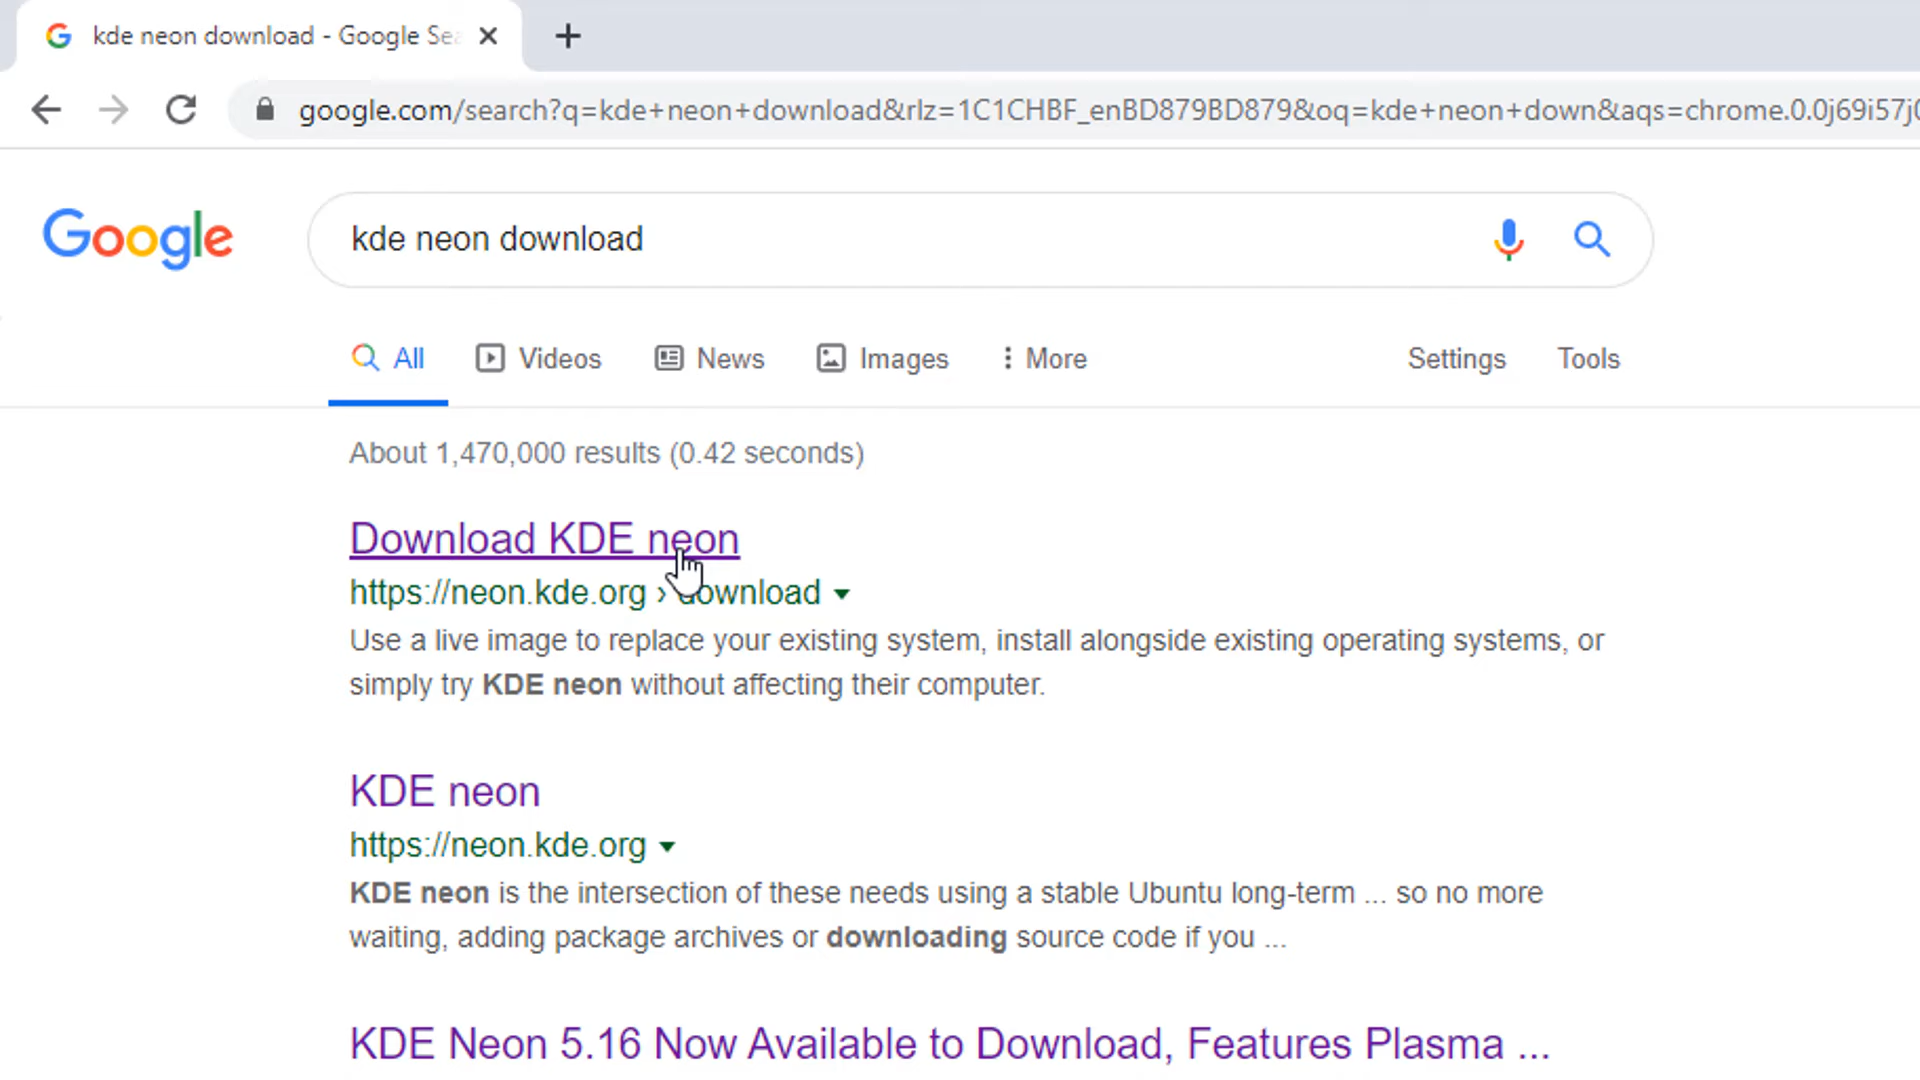 kde neon download - Google Sea
google.com/search?q=kde+neon+download&rlz=1C1CHBF_enBD879BD879&oq=kde+neon+down&aqs=chrome.0.0j69i57j0
Google
kde neon download
All Videos News Images More Settings Tools
About 1,470,000 results (0.42 seconds)
Download KDE neon
https://neon.kde.org › download
Use a live image to replace your existing system, install alongside existing operating systems, or
simply try KDE neon without affecting their computer.
KDE neon
https://neon.kde.org
KDE neon is the intersection of these needs using a stable Ubuntu long-term ... so no more
waiting, adding package archives or downloading source code if you ...
KDE Neon 5.16 Now Available to Download, Features Plasma ...